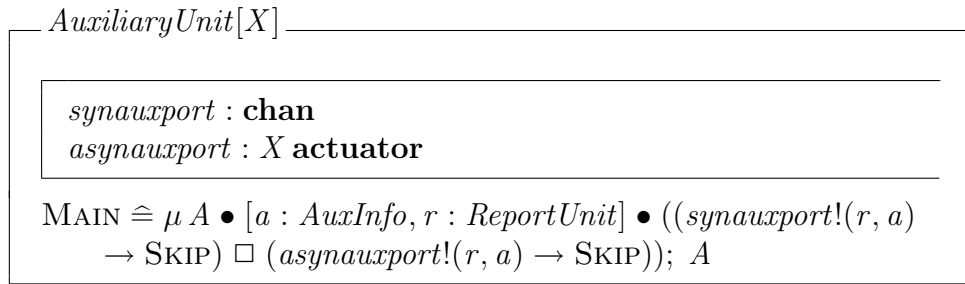 AuxiliaryUnit[X]
synauxport : chan
asynauxport : X actuator
MAIN ≙ μ A • [a : AuxInfo, r : ReportUnit] • ((synauxport!(r, a)
→ SKIP) □ (asynauxport!(r, a) → SKIP)); A